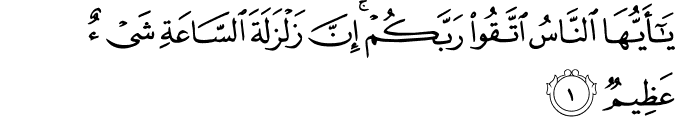 يَٰٓأَيُّهَا ٱلنَّاسُ ٱتَّقُوا۟ رَبَّكُمْ ۚ إِنَّ زَلْزَلَةَ ٱلسَّاعَةِ شَىْءٌ
عَظِيمٌ ١